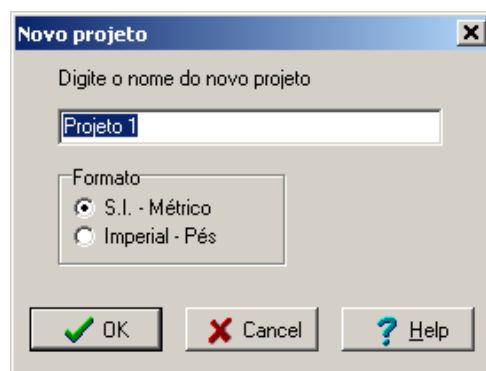 Novo projeto
Digite o nome do novo projeto
Projeto 1
Formato
S.I. - Métrico
Imperial - Pés
OK Cancel Help